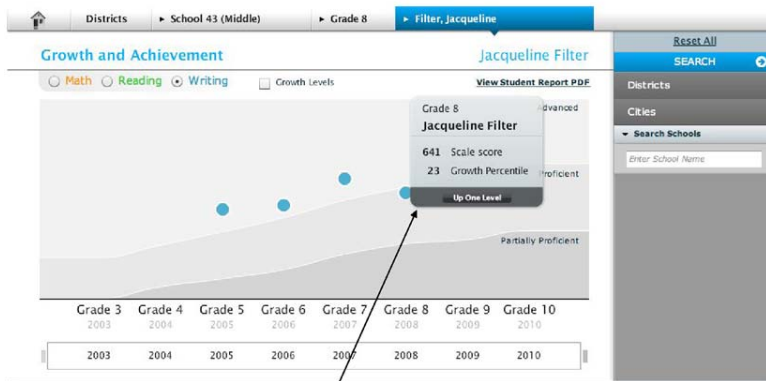 Districts ▸ School 43 (Middle) ▸ Grade 8 ▸ Filter, Jacqueline
Reset All
SEARCH
Districts
Cities
Search Schools
Enter School Name
Growth and Achievement Jacqueline Filter
Math Reading Writing Growth Levels View Student Report PDF
Advanced
Grade 8
Jacqueline Filter
641 Scale score
23 Growth Percentile
Up One Level
Proficient
Partially Proficient
Grade 3 Grade 4 Grade 5 Grade 6 Grade 7 Grade 8 Grade 9 Grade 10
2003 2004 2005 2006 2007 2008 2009 2010
2003 2004 2005 2006 2007 2008 2009 2010